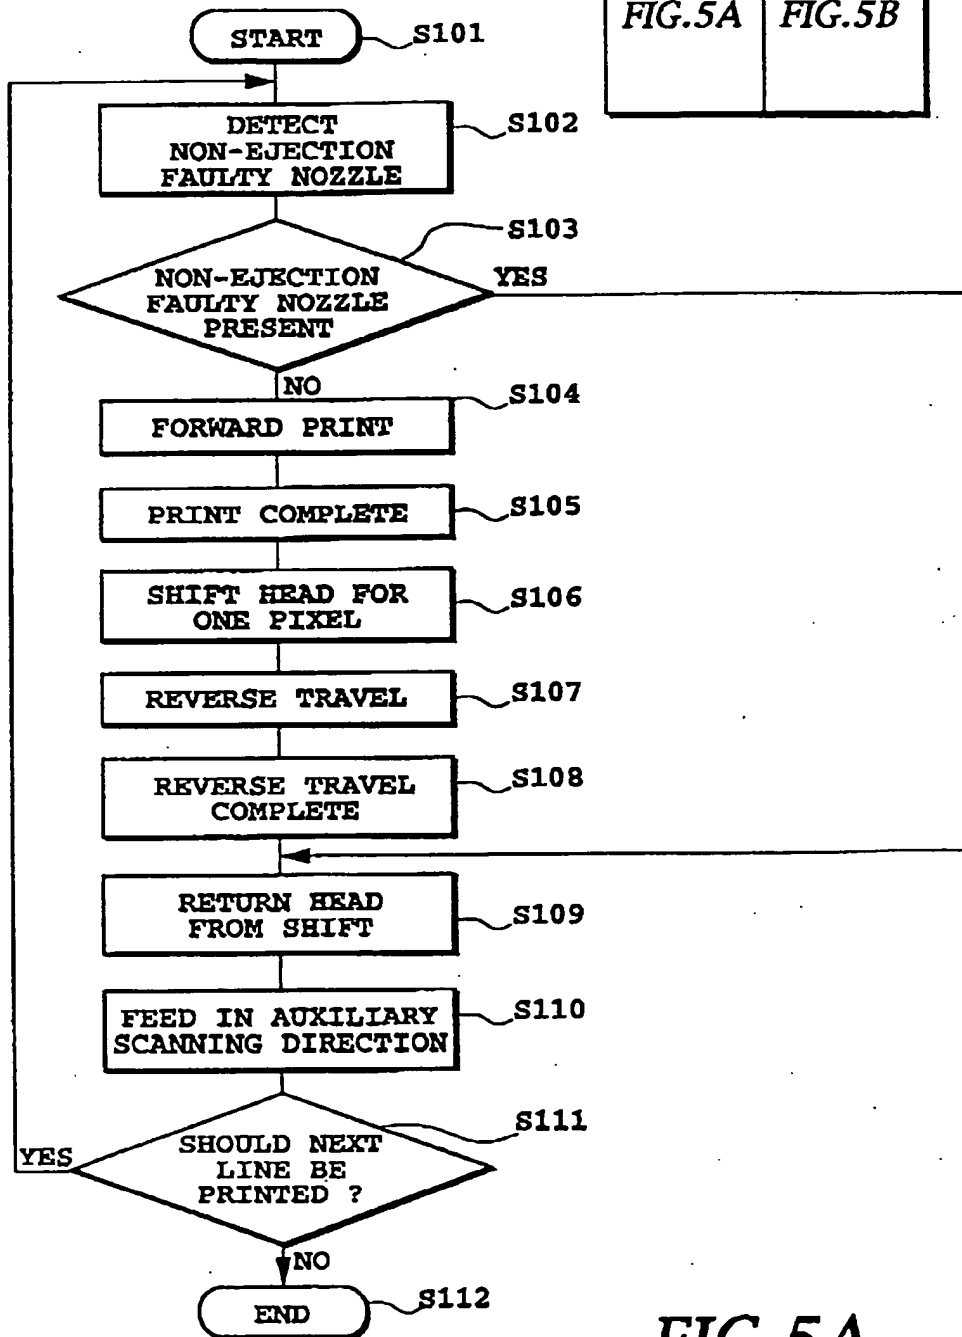 START
S101
FIG.5A
FIG.5B
DETECT
NON-EJECTION
FAULTY NOZZLE
S102
S103
NON-EJECTION
FAULTY NOZZLE
PRESENT
YES
NO
S104
FORWARD PRINT
PRINT COMPLETE
S105
SHIFT HEAD FOR
ONE PIXEL
S106
REVERSE TRAVEL
S107
REVERSE TRAVEL
COMPLETE
S108
RETURN HEAD
FROM SHIFT
S109
FEED IN AUXILIARY
SCANNING DIRECTION
S110
S111
SHOULD NEXT
LINE BE
PRINTED ?
YES
NO
END
S112
FIG.5A